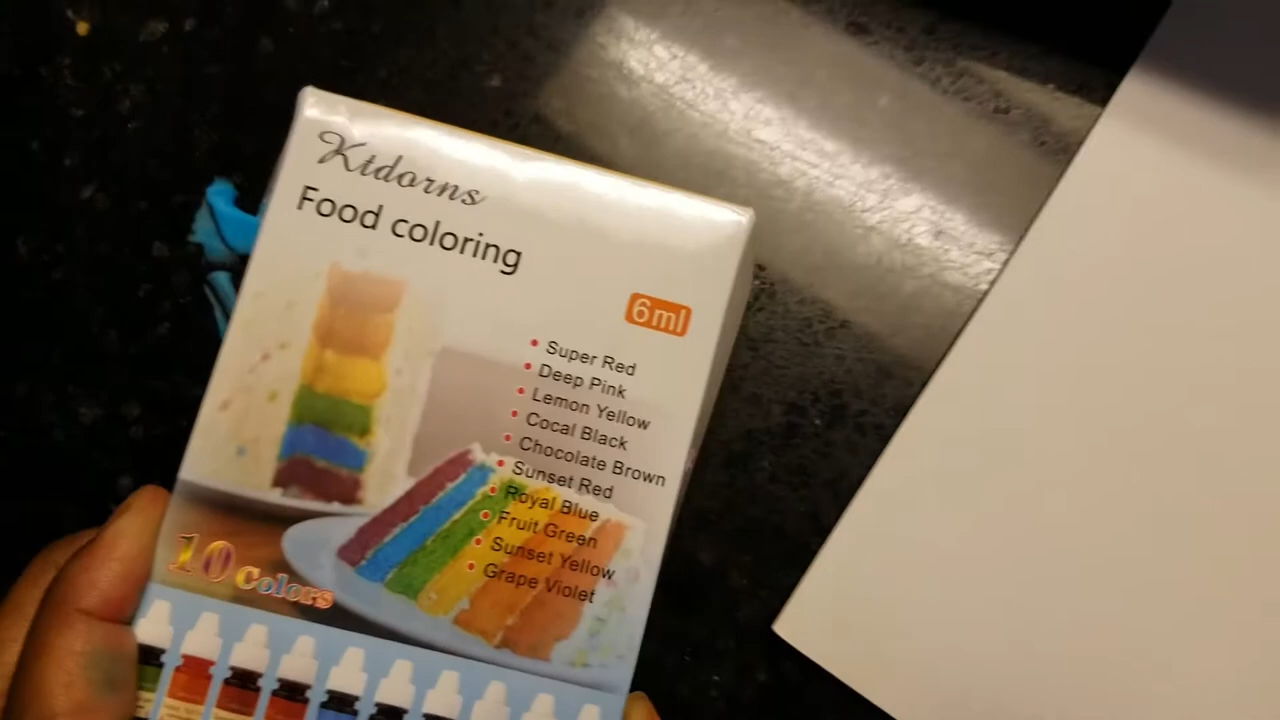 Ktdorns
Food coloring
6ml
Super Red
Deep Pink
Lemon Yellow
Cocal Black
Chocolate Brown
Sunset Red
Royal Blue
Fruit Green
Sunset Yellow
Grape Violet
10 Colors